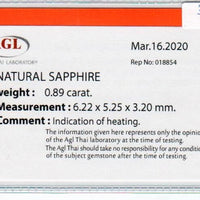 AGL
Mar.16.2020
AI LABORATORY
Rep No: 018854
NATURAL SAPPHIRE
weight : 0.89 carat.
Measurement : 6.22 x 5.25 x 3.20 mm.
Comment : Indication of heating.
The information given here represents only the opinion
of the Agl Thai laboratory at the time of testing.
The Agl Thai should take no responsibility for any conditio
of the subject gemstone after the time of testing.